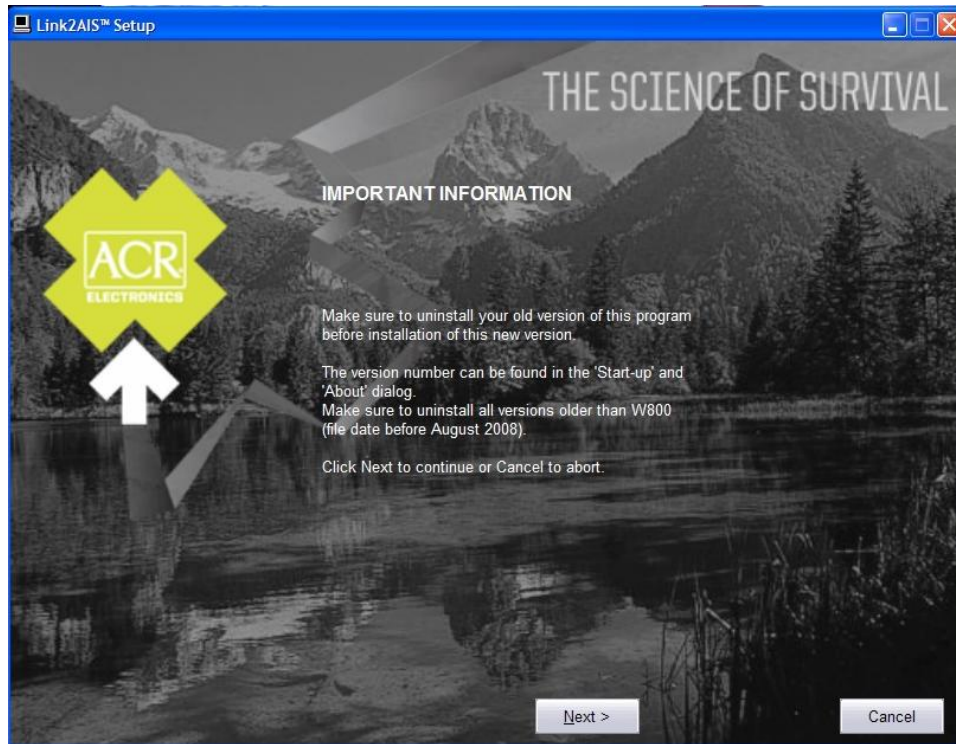 Link2AIS™ Setup
THE SCIENCE OF SURVIVAL
IMPORTANT INFORMATION
ACR
ELECTRONICS
Make sure to uninstall your old version of this program
before installation of this new version.
The version number can be found in the 'Start-up' and
'About' dialog.
Make sure to uninstall all versions older than W800
(file date before August 2008).
Click Next to continue or Cancel to abort.
Next >
Cancel